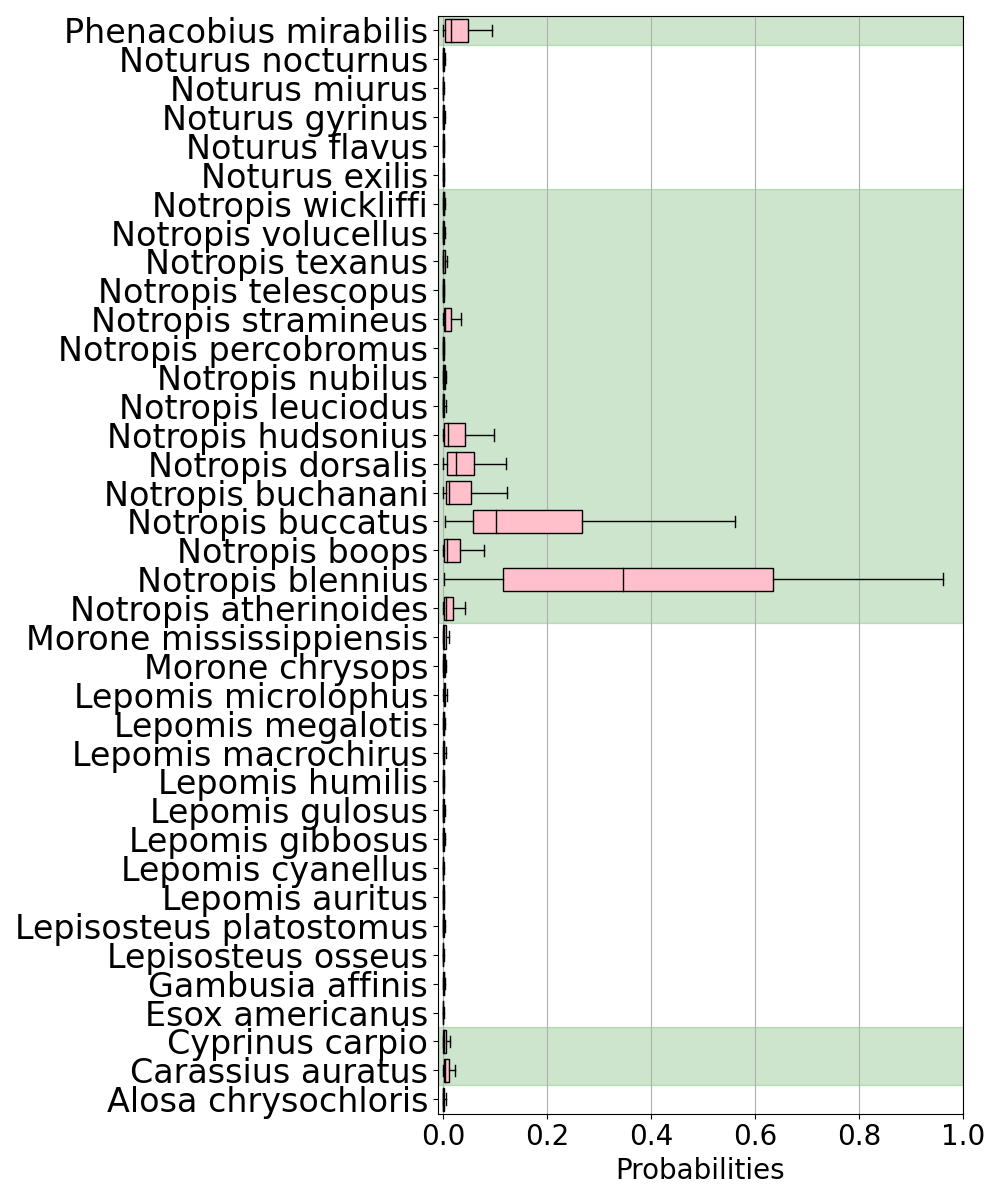 Phenacobius mirabilis
Noturus nocturnus
Noturus miurus
Noturus gyrinus
Noturus flavus
Noturus exilis
Notropis wickliffi
Notropis volucellus
Notropis texanus
Notropis telescopus
Notropis stramineus
Notropis percobromus
Notropis nubilus
Notropis leuciodus
Notropis hudsonius
Notropis dorsalis
Notropis buchanani
Notropis buccatus
Notropis boops
Notropis blennius
Notropis atherinoides
Morone mississippiensis
Morone chrysops
Lepomis microlophus
Lepomis megalotis
Lepomis macrochirus
Lepomis humilis
Lepomis gulosus
Lepomis gibbosus
Lepomis cyanellus
Lepomis auritus
Lepisosteus platostomus
Lepisosteus osseus
Gambusia affinis
Esox americanus
Cyprinus carpio
Carassius auratus
Alosa chrysochloris
0.0 0.2 0.4 0.6 0.8 1.0
Probabilities